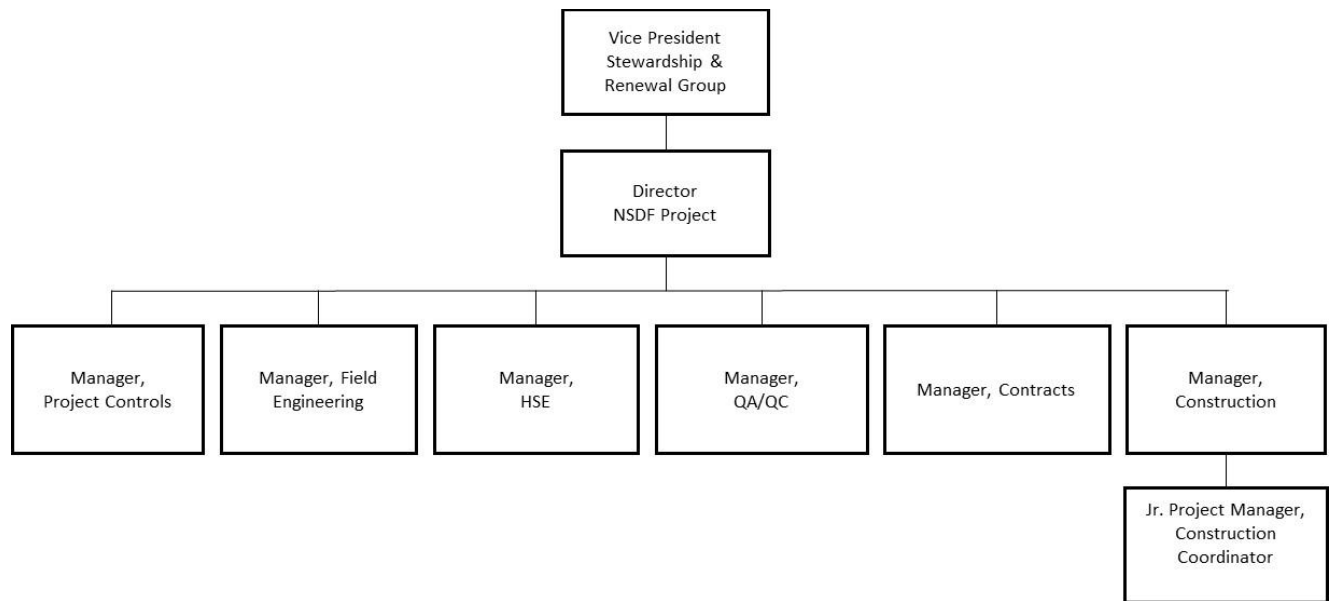 Vice President
Stewardship &
Renewal Group
Director
NSDF Project
Manager,
Project Controls
Manager, Field
Engineering
Manager,
HSE
Manager,
QA/QC
Manager, Contracts
Manager,
Construction
Jr. Project Manager,
Construction
Coordinator